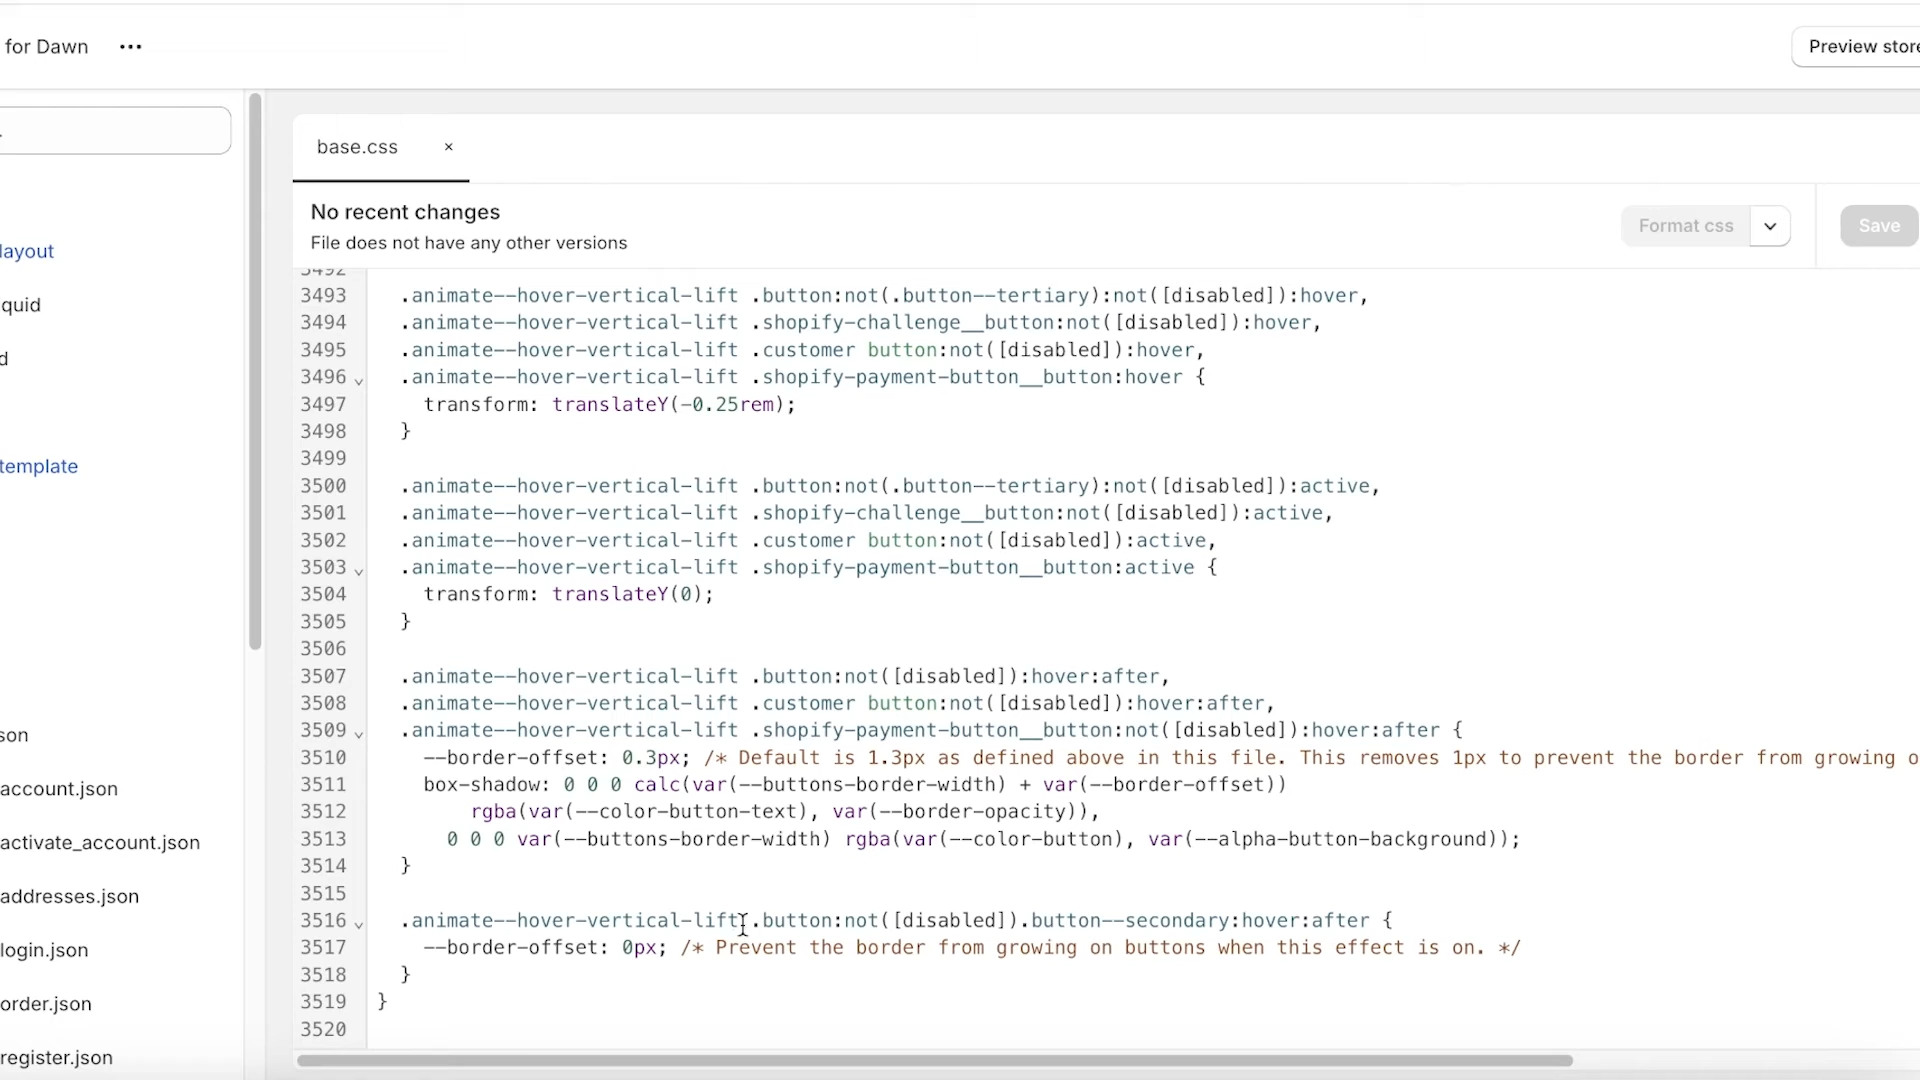 for Dawn ...
Preview store
base.css ×
No recent changes
File does not have any other versions
Format css
Save
layout
quid
d
template
son
account.json
activate_account.json
addresses.json
login.json
order.json
register.json
3492
3493 .animate--hover-vertical-lift .button:not(.button--tertiary):not([disabled]):hover,
3494 .animate--hover-vertical-lift .shopify-challenge__button:not([disabled]):hover,
3495 .animate--hover-vertical-lift .customer button:not([disabled]):hover,
3496 .animate--hover-vertical-lift .shopify-payment-button__button:hover {
3497 transform: translateY(-0.25rem);
3498 }
3499
3500 .animate--hover-vertical-lift .button:not(.button--tertiary):not([disabled]):active,
3501 .animate--hover-vertical-lift .shopify-challenge__button:not([disabled]):active,
3502 .animate--hover-vertical-lift .customer button:not([disabled]):active,
3503 .animate--hover-vertical-lift .shopify-payment-button__button:active {
3504 transform: translateY(0);
3505 }
3506
3507 .animate--hover-vertical-lift .button:not([disabled]):hover:after,
3508 .animate--hover-vertical-lift .customer button:not([disabled]):hover:after,
3509 .animate--hover-vertical-lift .shopify-payment-button__button:not([disabled]):hover:after {
3510 --border-offset: 0.3px; /* Default is 1.3px as defined above in this file. This removes 1px to prevent the border from growing o
3511 box-shadow: 0 0 0 calc(var(--buttons-border-width) + var(--border-offset))
3512 rgba(var(--color-button-text), var(--border-opacity)),
3513 0 0 0 var(--buttons-border-width) rgba(var(--color-button), var(--alpha-button-background));
3514 }
3515
3516 .animate--hover-vertical-lift .button:not([disabled]).button--secondary:hover:after {
3517 --border-offset: 0px; /* Prevent the border from growing on buttons when this effect is on. */
3518 }
3519 }
3520